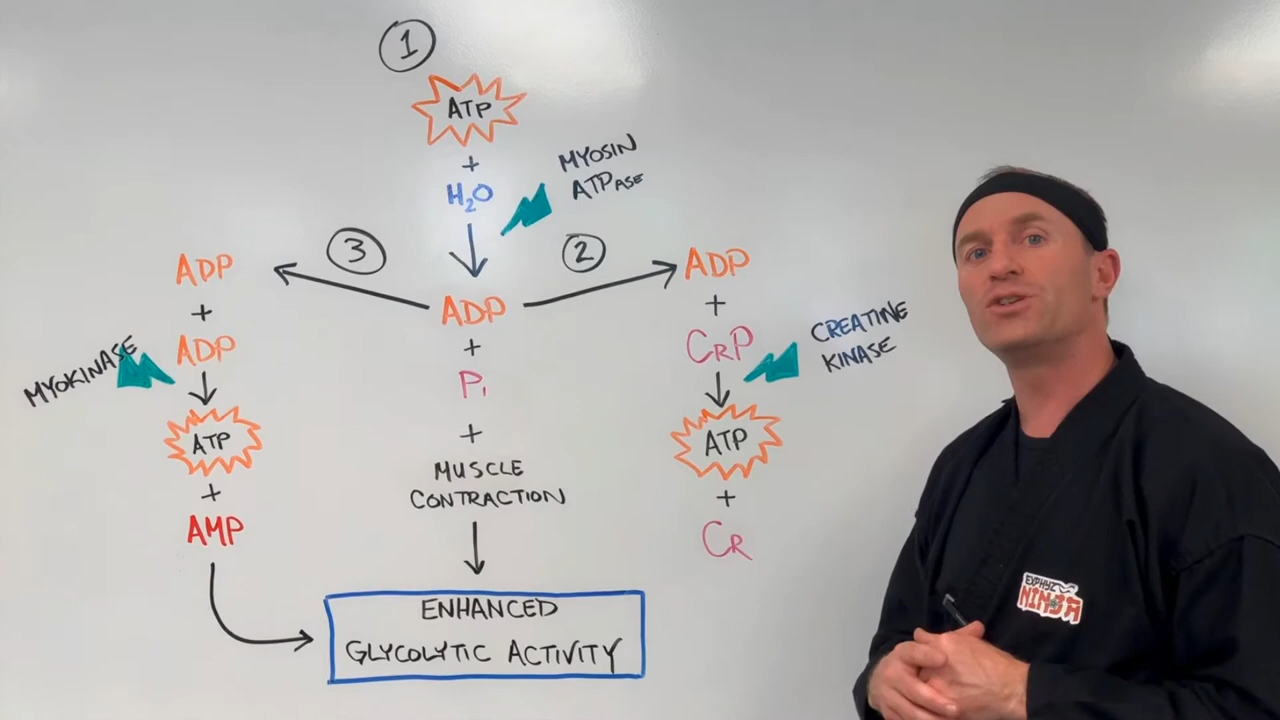 1
ATP
+
H₂O
MYOSIN
ATPASE
3
2
ADP
+
ADP
MYOKINASE
ATP
+
AMP
ADP
+
Pi
+
MUSCLE
CONTRACTION
ADP
+
CRP
CREATINE
KINASE
ATP
+
CR
ENHANCED
GLYCOLYTIC ACTIVITY
EXPHYZ
NINJA